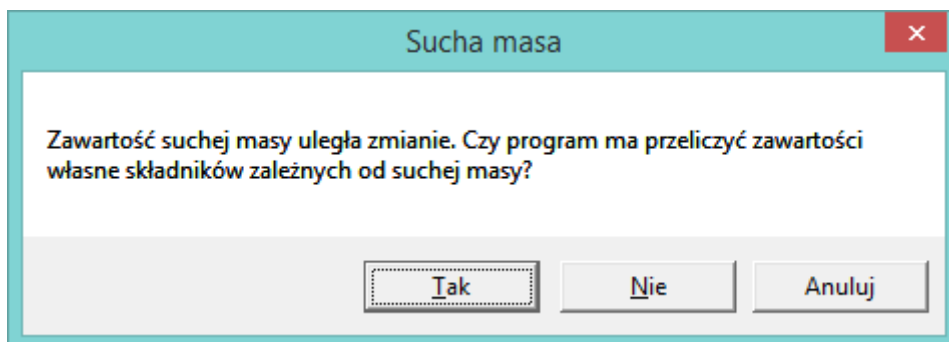 Sucha masa
Zawartość suchej masy uległa zmianie. Czy program ma przeliczyć zawartości
własne składników zależnych od suchej masy?
Tak Nie Anuluj